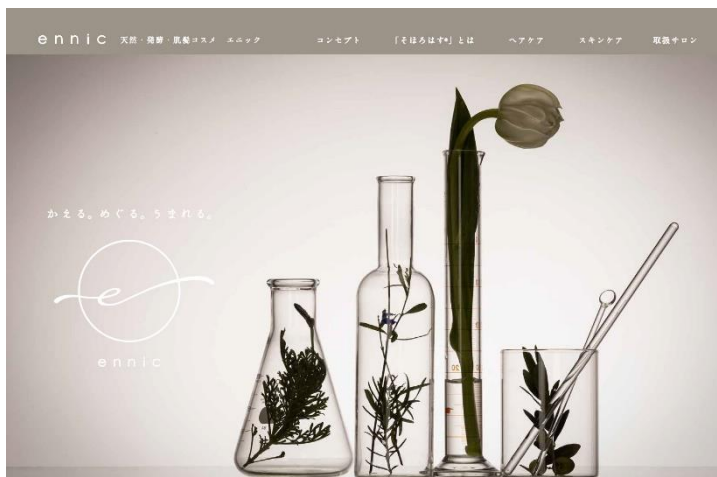 ennic 天然・発酵・肌髪コスメ エニック コンセプト 「そほろはす®」とは ヘアケア スキンケア 取扱サロン
かえる。めぐる。うまれる。
e
ennic